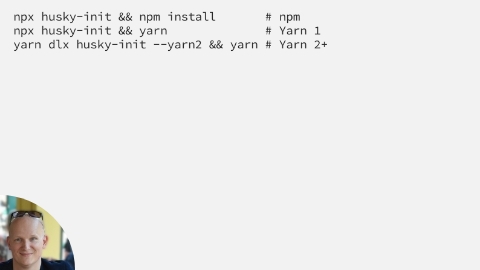 npx husky-init && npm install       # npm
npx husky-init && yarn              # Yarn 1
yarn dlx husky-init --yarn2 && yarn # Yarn 2+